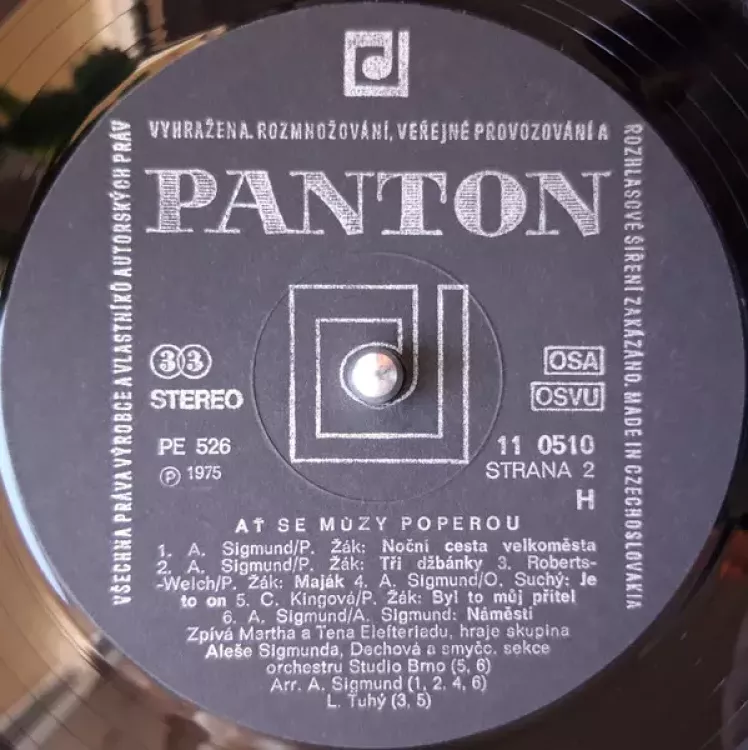 VYHRAŽENA. ROZMNOŽOVÁNÍ, VEŘEJNÉ PROVOZOVÁNÍ A
ROZHLASOVÉ ŠÍŘENÍ ZAKÁZÁNO. MADE IN CZECHOSLOVAKIA
VŠECHNA PRÁVA VÝROBCE A VLASTNÍKŮ AUTORSKÝCH PRÁV
PANTON
33
STEREO
OSA
OSVU
PE 526
Ⓟ 1975
11 0510
STRANA 2
H
AŤ SE MÚZY POPEROU
1. A. Sigmund/P. Žák: Noční cesta velkoměsta
2. A. Sigmund/P. Žák: Tři džbánky 3. Roberts-
-Welch/P. Žák: Maják 4. A. Sigmund/O. Suchý: Je
to on 5. C. Kingová/P. Žák: Byl to můj přítel
6. A. Sigmund/A. Sigmund: Náměstí
Zpívá Martha a Tena Elefteriadu, hraje skupina
Aleše Sigmunda, Dechová a smyčc. sekce
orchestru Studio Brno (5, 6)
Arr. A. Sigmund (1, 2, 4, 6)
L. Tuhý (3, 5)